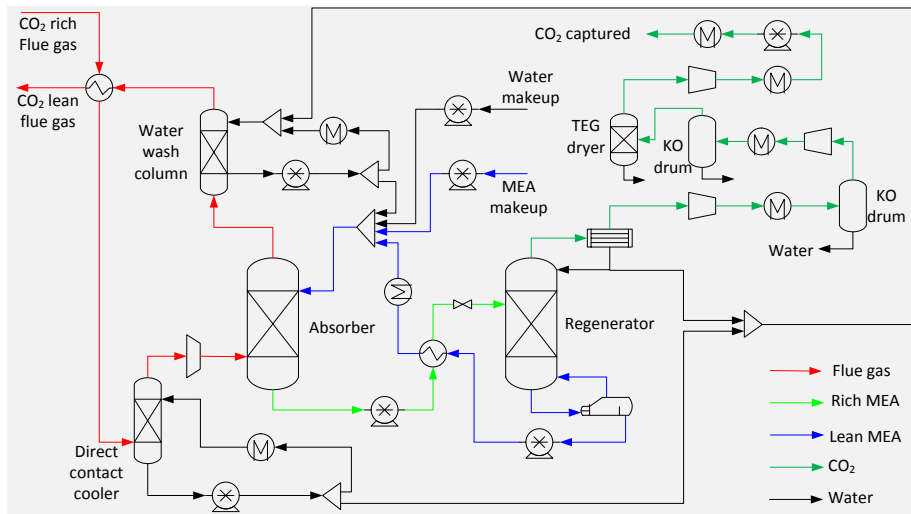 CO₂ rich
Flue gas
CO₂ lean
flue gas
Water
wash
column
Water
makeup
MEA
makeup
CO₂ captured
TEG
dryer
KO
drum
KO
drum
Water
Absorber
Regenerator
Direct
contact
cooler
Flue gas
Rich MEA
Lean MEA
CO₂
Water